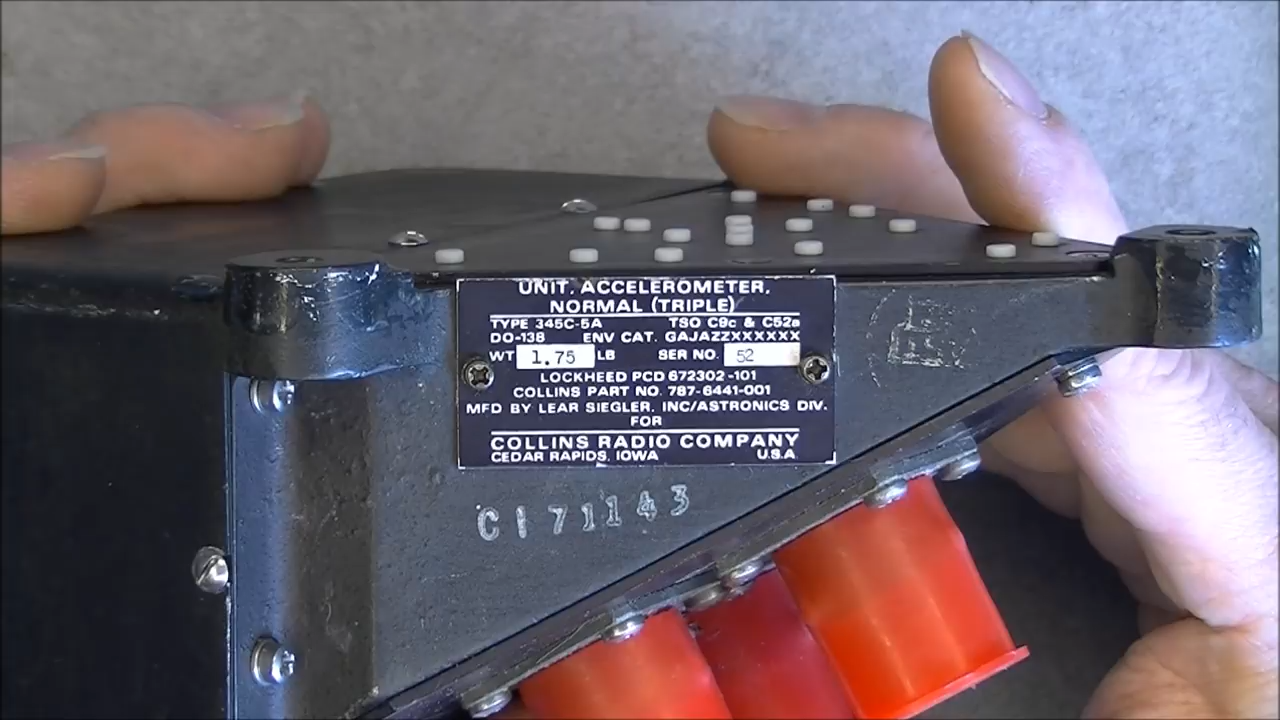 UNIT, ACCELEROMETER,
NORMAL (TRIPLE)
TYPE 345C-5A TSO C9c & C52a
DO-138 ENV CAT. GAJAZZXXXXXX
WT 1.75 LB SER NO. 52
LOCKHEED PCD 672302-101
COLLINS PART NO. 787-6441-001
MFD BY LEAR SIEGLER, INC/ASTRONICS DIV.
FOR
COLLINS RADIO COMPANY
CEDAR RAPIDS, IOWA U.S.A.
C171143